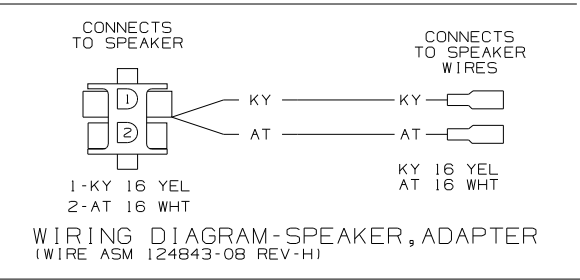 CONNECTS
TO SPEAKER
CONNECTS
TO SPEAKER
WIRES
1
KY
KY
2
AT
AT
1-KY 16 YEL
2-AT 16 WHT
KY 16 YEL
AT 16 WHT
WIRING DIAGRAM-SPEAKER, ADAPTER
(WIRE ASM 124843-08 REV-H)